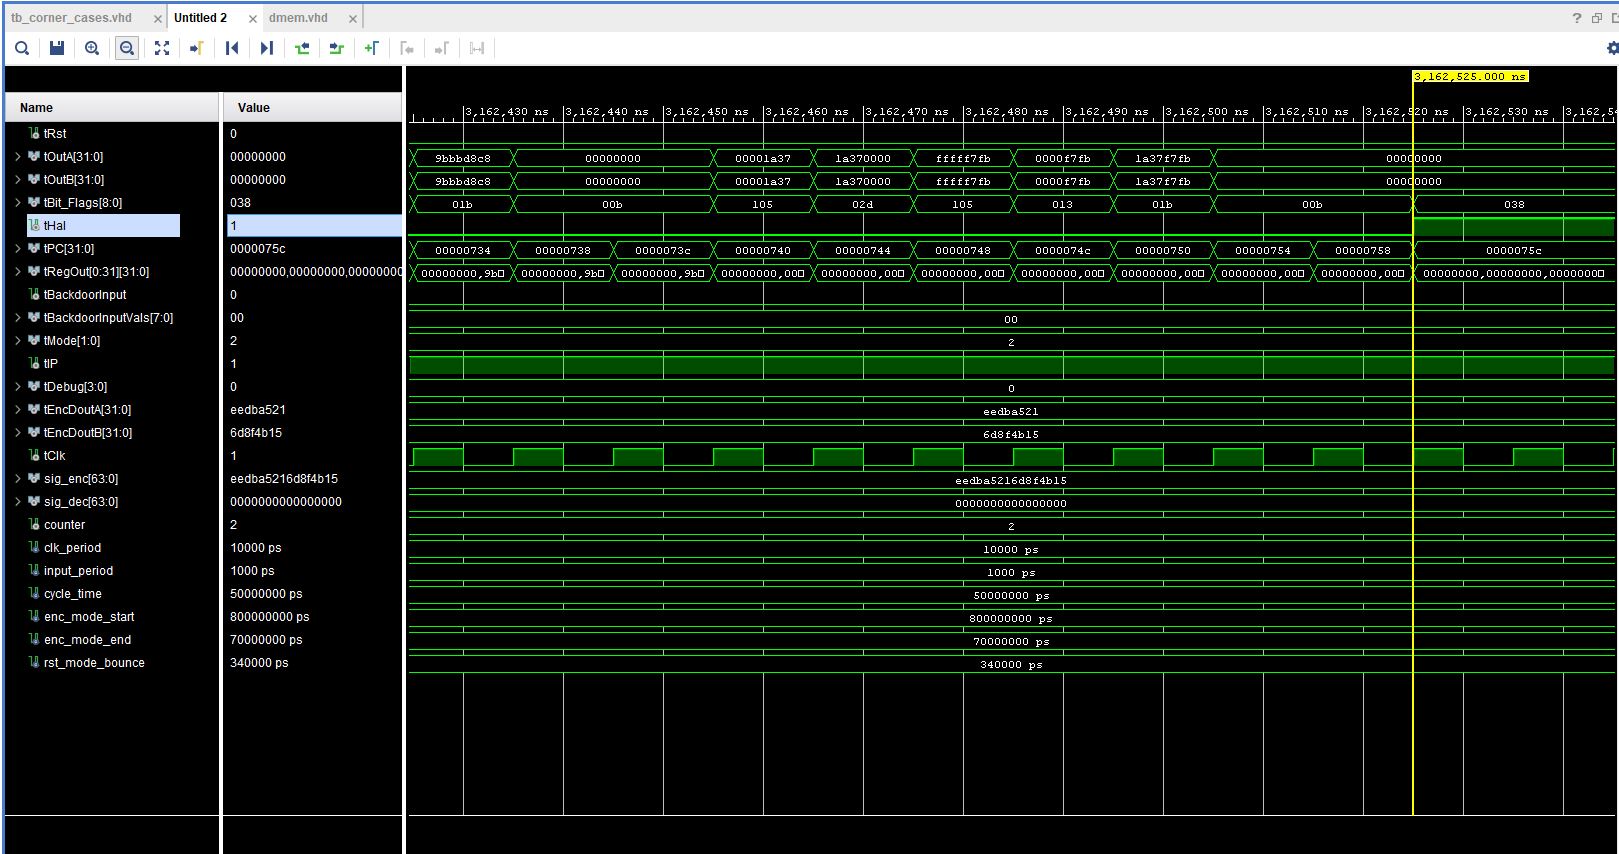 tb_corner_cases.vhd × Untitled 2 × dmem.vhd ×
3,162,525.000 ns
Name Value
3,162,430 ns 3,162,440 ns 3,162,450 ns 3,162,460 ns 3,162,470 ns 3,162,480 ns 3,162,490 ns 3,162,500 ns 3,162,510 ns 3,162,520 ns 3,162,530 ns 3,162,54
tRst 0
tOutA[31:0] 00000000 9bbbd8c8 00000000 00001a37 1a370000 fffff7fb 0000f7fb 1a37f7fb 00000000
tOutB[31:0] 00000000 9bbbd8c8 00000000 00001a37 1a370000 fffff7fb 0000f7fb 1a37f7fb 00000000
tBit_Flags[8:0] 038 01b 00b 105 02d 105 013 01b 00b 038
tHal 1
tPC[31:0] 0000075c 00000734 00000738 0000073c 00000740 00000744 00000748 0000074c 00000750 00000754 00000758 0000075c
tRegOut[0:31][31:0] 00000000,00000000,00000000 00000000,9b 00000000,9b 00000000,9b 00000000,00 00000000,00 00000000,00 00000000,00 00000000,00 00000000,00 00000000,00 00000000,00000000,0000000
tBackdoorInput 0
tBackdoorInputVals[7:0] 00 00
tMode[1:0] 2 2
tIP 1
tDebug[3:0] 0 0
tEncDoutA[31:0] eedba521 eedba521
tEncDoutB[31:0] 6d8f4b15 6d8f4b15
tClk 1
sig_enc[63:0] eedba5216d8f4b15 eedba5216d8f4b15
sig_dec[63:0] 0000000000000000 0000000000000000
counter 2 2
clk_period 10000 ps 10000 ps
input_period 1000 ps 1000 ps
cycle_time 50000000 ps 50000000 ps
enc_mode_start 800000000 ps 800000000 ps
enc_mode_end 70000000 ps 70000000 ps
rst_mode_bounce 340000 ps 340000 ps